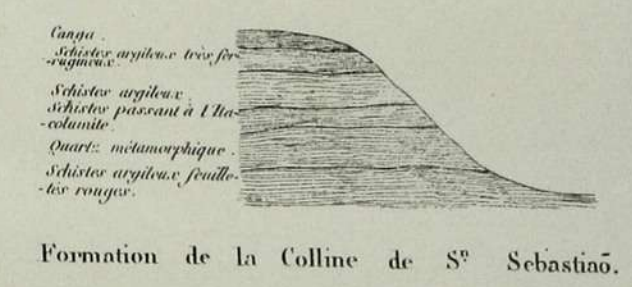 Canga.
Schistes argileux très fer-
-rugineux.
Schistes argileux.
Schistes passant à l'Ita-
-columite.
Quartz métamorphique.
Schistes argileux feuille-
-tés rouges.
Formation de la Colline de Sn Sebastiaõ.